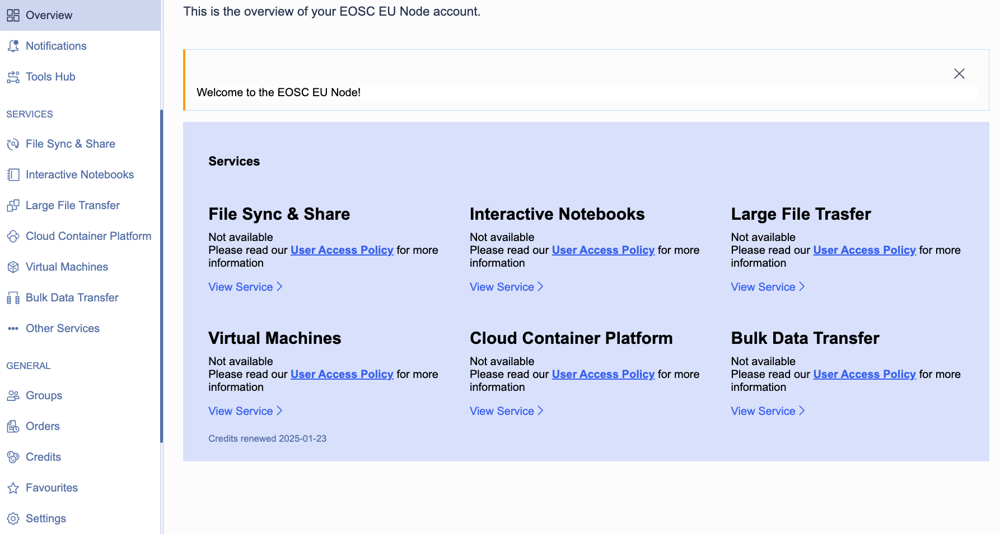 Overview
Notifications
Tools Hub
SERVICES
File Sync & Share
Interactive Notebooks
Large File Transfer
Cloud Container Platform
Virtual Machines
Bulk Data Transfer
Other Services
GENERAL
Groups
Orders
Credits
Favourites
Settings
This is the overview of your EOSC EU Node account.
Welcome to the EOSC EU Node!
Services
File Sync & Share
Not available
Please read our User Access Policy for more
information
View Service
Interactive Notebooks
Not available
Please read our User Access Policy for more
information
View Service
Large File Trasfer
Not available
Please read our User Access Policy for more
information
View Service
Virtual Machines
Not available
Please read our User Access Policy for more
information
View Service
Cloud Container Platform
Not available
Please read our User Access Policy for more
information
View Service
Bulk Data Transfer
Not available
Please read our User Access Policy for more
information
View Service
Credits renewed 2025-01-23